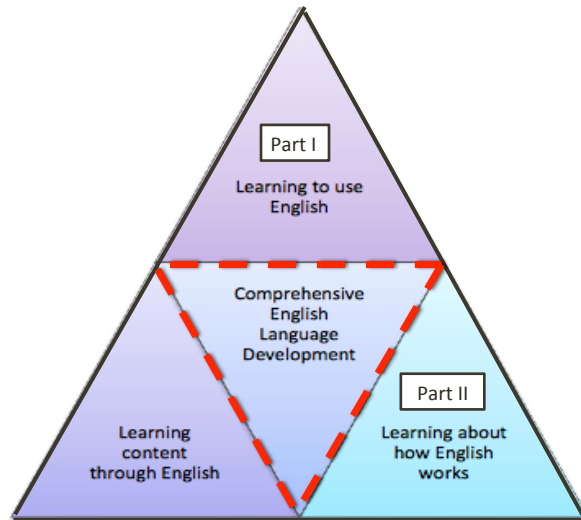 Part I
Learning to use
English
Comprehensive
English
Language
Development
Part II
Learning
content
through English
Learning about
how English
works